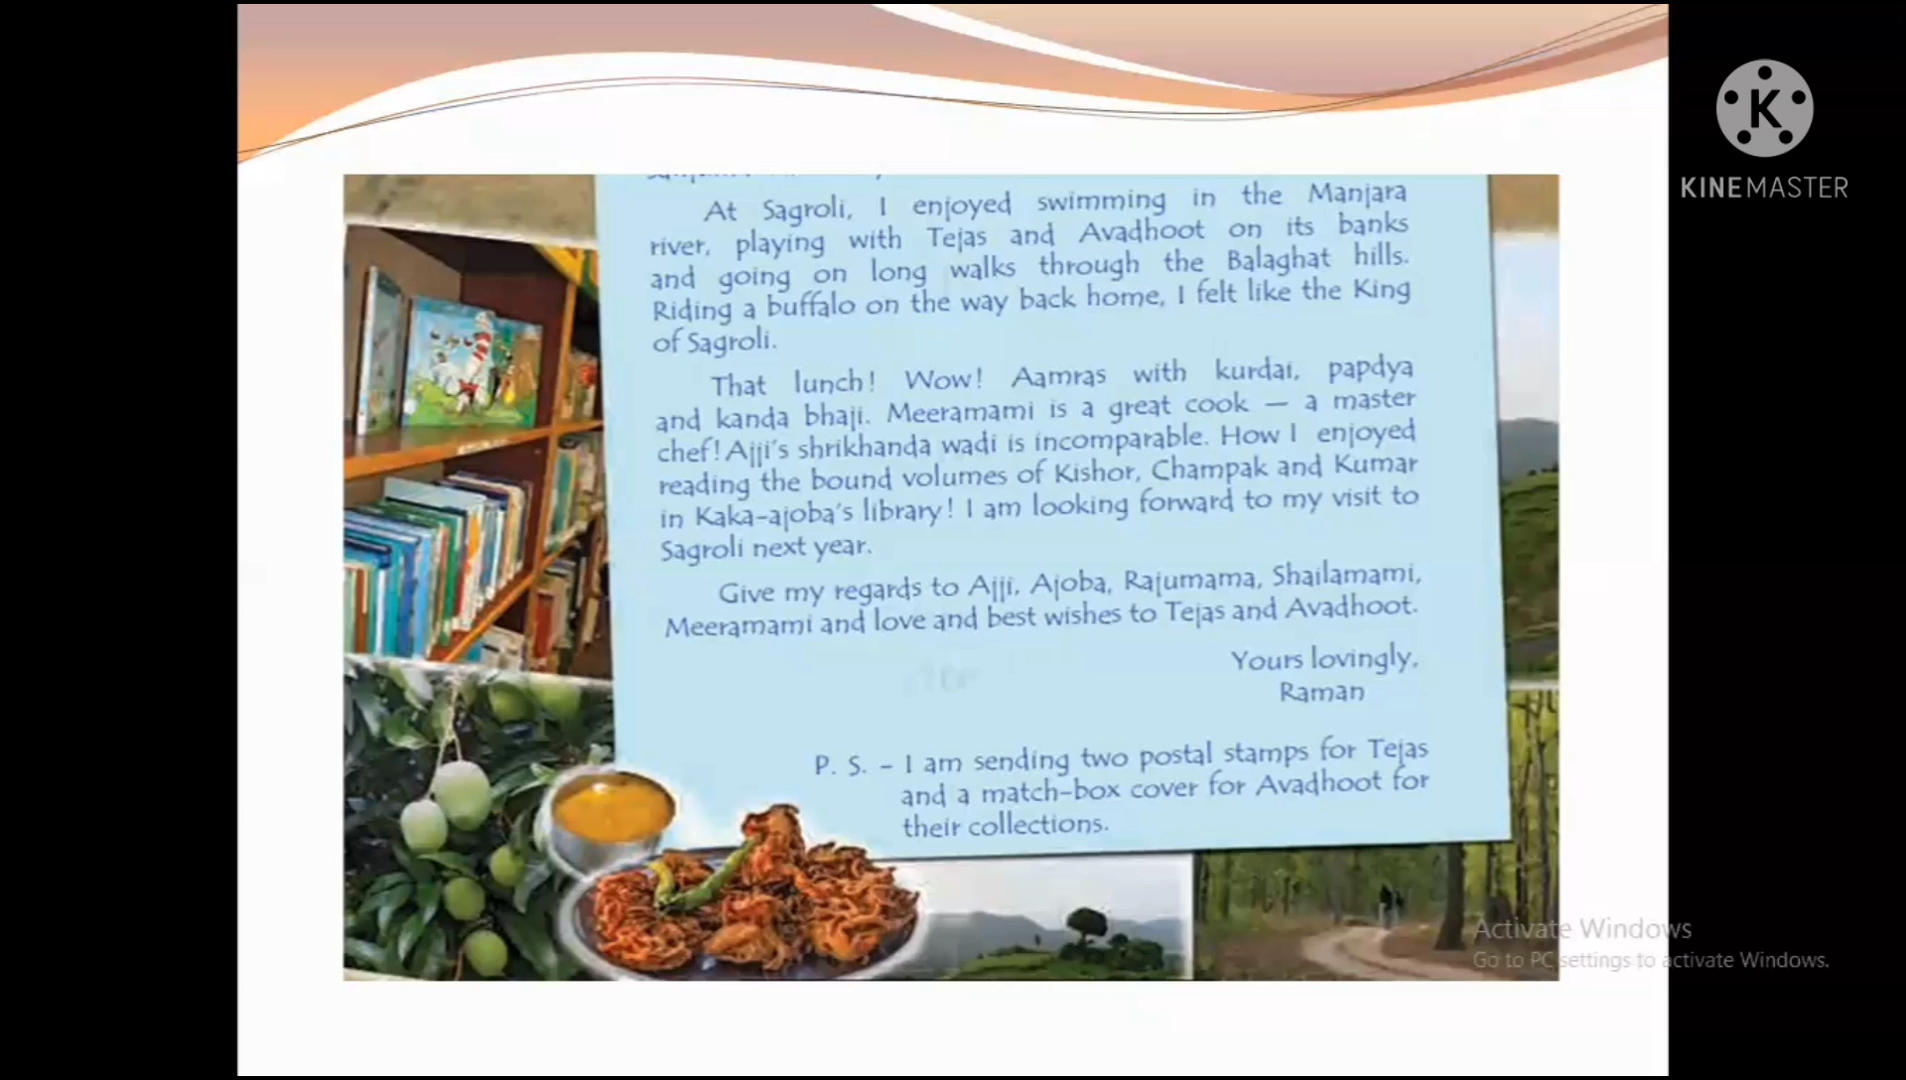 At Sagroli, I enjoyed swimming in the Manjara
river, playing with Tejas and Avadhoot on its banks
and going on long walks through the Balaghat hills.
Riding a buffalo on the way back home, I felt like the King
of Sagroli.
That lunch! Wow! Aamras with kurdai, papdya
and kanda bhaji. Meeramami is a great cook — a master
chef! Ajji's shrikhanda wadi is incomparable. How I enjoyed
reading the bound volumes of Kishor, Champak and Kumar
in Kaka-ajoba's library! I am looking forward to my visit to
Sagroli next year.
Give my regards to Ajji, Ajoba, Rajumama, Shailamami,
Meeramami and love and best wishes to Tejas and Avadhoot.
Yours lovingly,
Raman
P. S. – I am sending two postal stamps for Tejas
and a match-box cover for Avadhoot for
their collections.
K
KINEMASTER
Activate Windows
Go to PC settings to activate Windows.